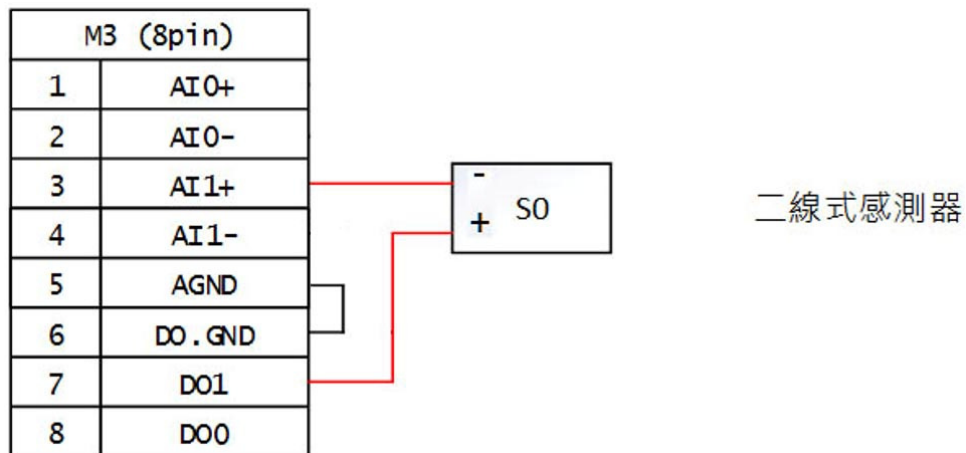 M3 (8pin)
1 AI0+
2 AI0-
3 AI1+
4 AI1-
5 AGND
6 DO.GND
7 DO1
8 DO0
-
+ S0
二線式感測器